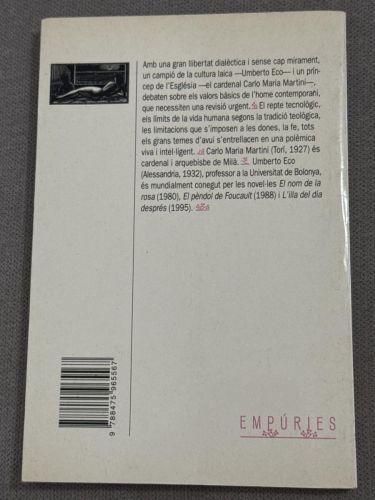 Amb una gran llibertat dialèctica i sense cap mirament,
un campió de la cultura laica —Umberto Eco— i un prín-
cep de l'Església —el cardenal Carlo Maria Martini—,
debaten sobre els valors bàsics de l'home contemporani,
que necessiten una revisió urgent. El repte tecnològic,
els límits de la vida humana segons la tradició teològica,
les limitacions que s'imposen a les dones, la fe, tots
els grans temes d'avui s'entrellacen en una polèmica
viva i intel·ligent. Carlo Maria Martini (Torí, 1927) és
cardenal i arquebisbe de Milà. Umberto Eco
(Alessandria, 1932), professor a la Universitat de Bolonya,
és mundialment conegut per les novel·les El nom de la
rosa (1980), El pèndol de Foucault (1988) i L'illa del dia
després (1995).
9 788475 965567
EMPÚRIES